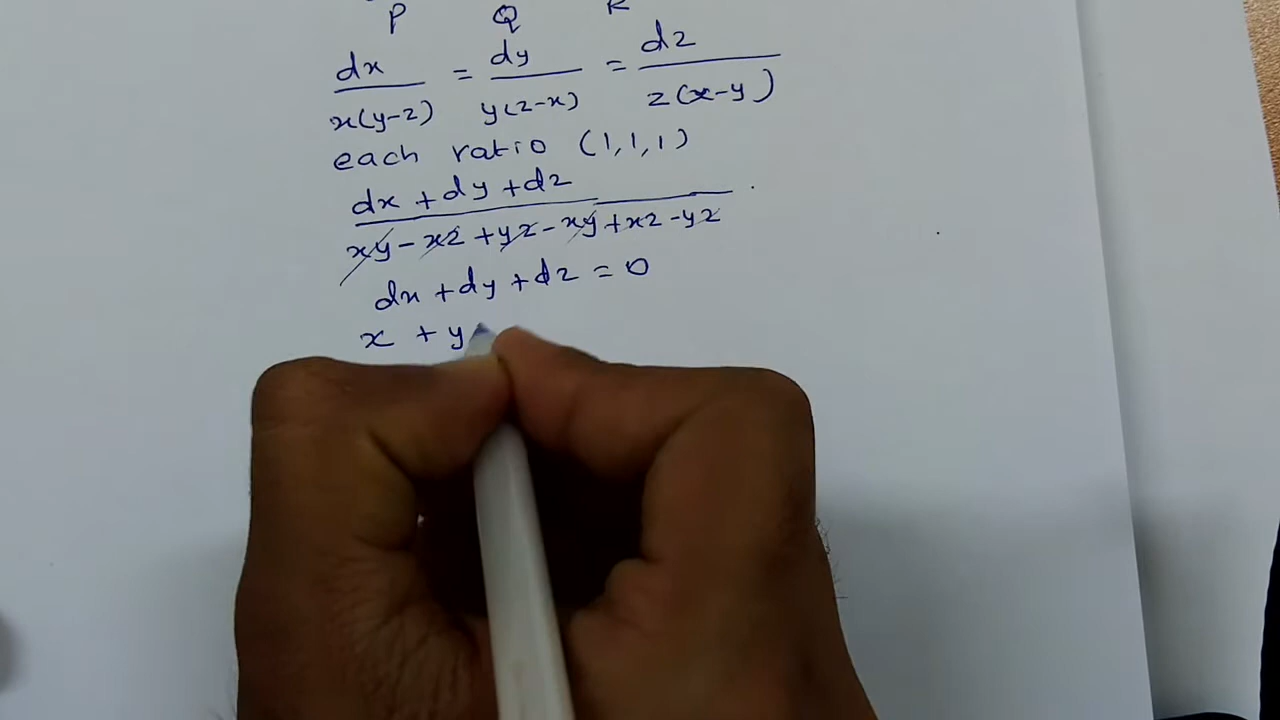 P Q R
dx/x(y-z) = dy/y(z-x) = dz/z(x-y)
each ratio (1,1,1)
dx + dy + dz
xy - xz + yz - xy + xz - yz
dx + dy + dz = 0
x + y